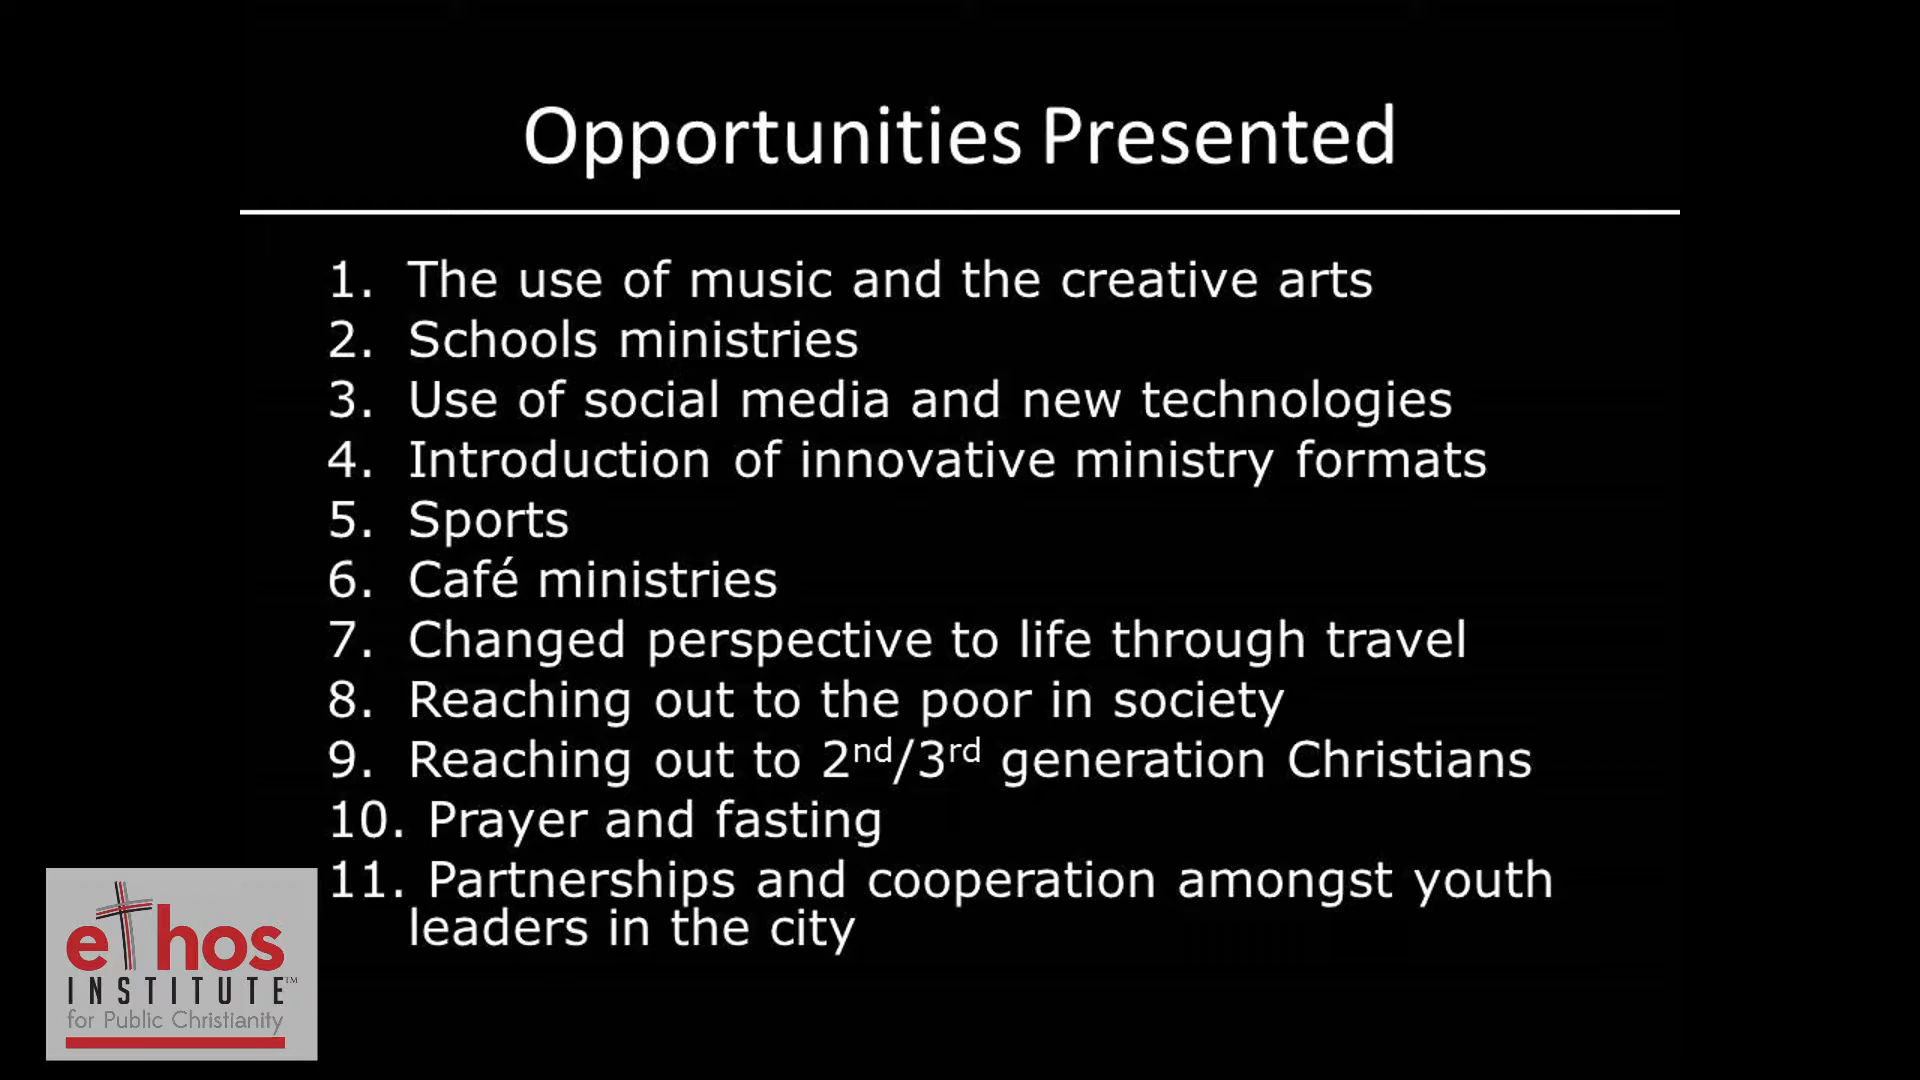 Opportunities Presented
1. The use of music and the creative arts
2. Schools ministries
3. Use of social media and new technologies
4. Introduction of innovative ministry formats
5. Sports
6. Café ministries
7. Changed perspective to life through travel
8. Reaching out to the poor in society
9. Reaching out to 2nd/3rd generation Christians
10. Prayer and fasting
11. Partnerships and cooperation amongst youth
leaders in the city
ethos
INSTITUTE™
for Public Christianity